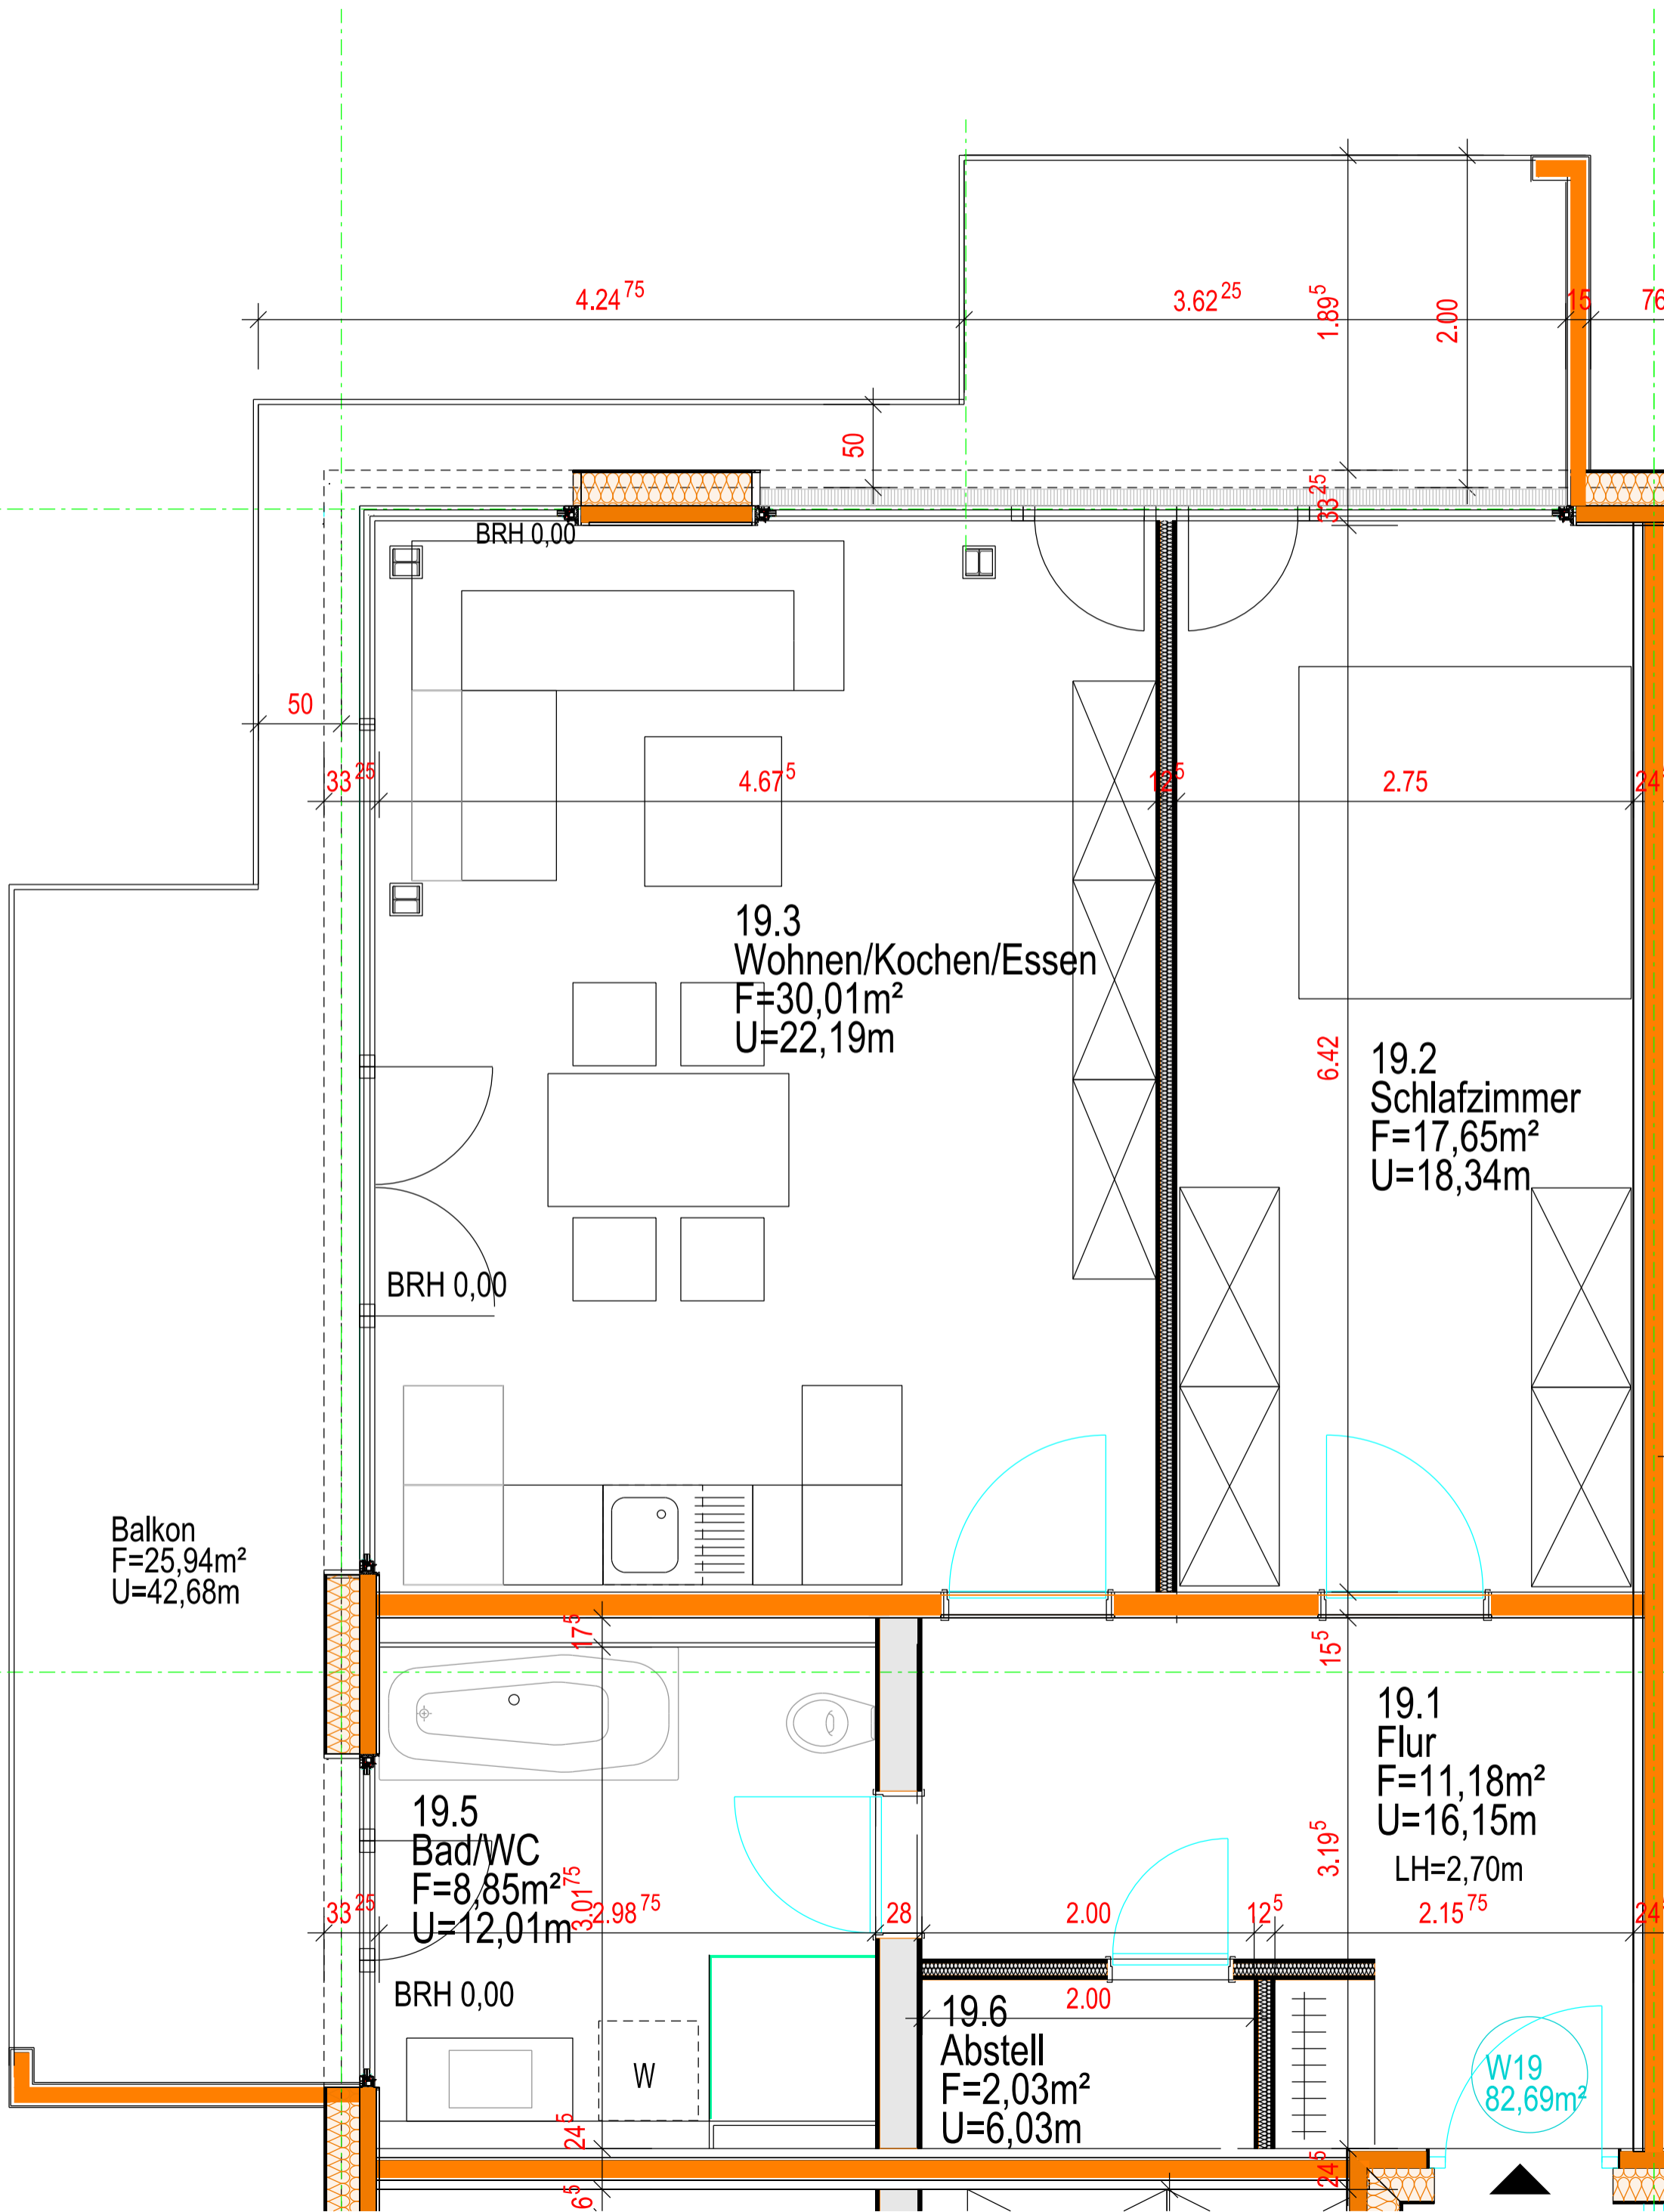 4.24 75
3.62 25
1.89 5
2.00
15
76
50
33 25
BRH 0,00
50
33 25
4.67 5
12 5
2.75
24
19.3
Wohnen/Kochen/Essen
F=30,01m²
U=22,19m
6.42
19.2
Schlafzimmer
F=17,65m²
U=18,34m
BRH 0,00
Balkon
F=25,94m²
U=42,68m
17 5
15 5
19.1
Flur
F=11,18m²
U=16,15m
LH=2,70m
19.5
Bad/WC
F=8,85m²
U=12,01m
3.01 75
3.19 5
33 25
2.98 75
28
2.00
12 5
2.15 75
24
BRH 0,00
2.00
19.6
Abstell
F=2,03m²
U=6,03m
W
W19
82,69m²
24 5
24 5
6 5